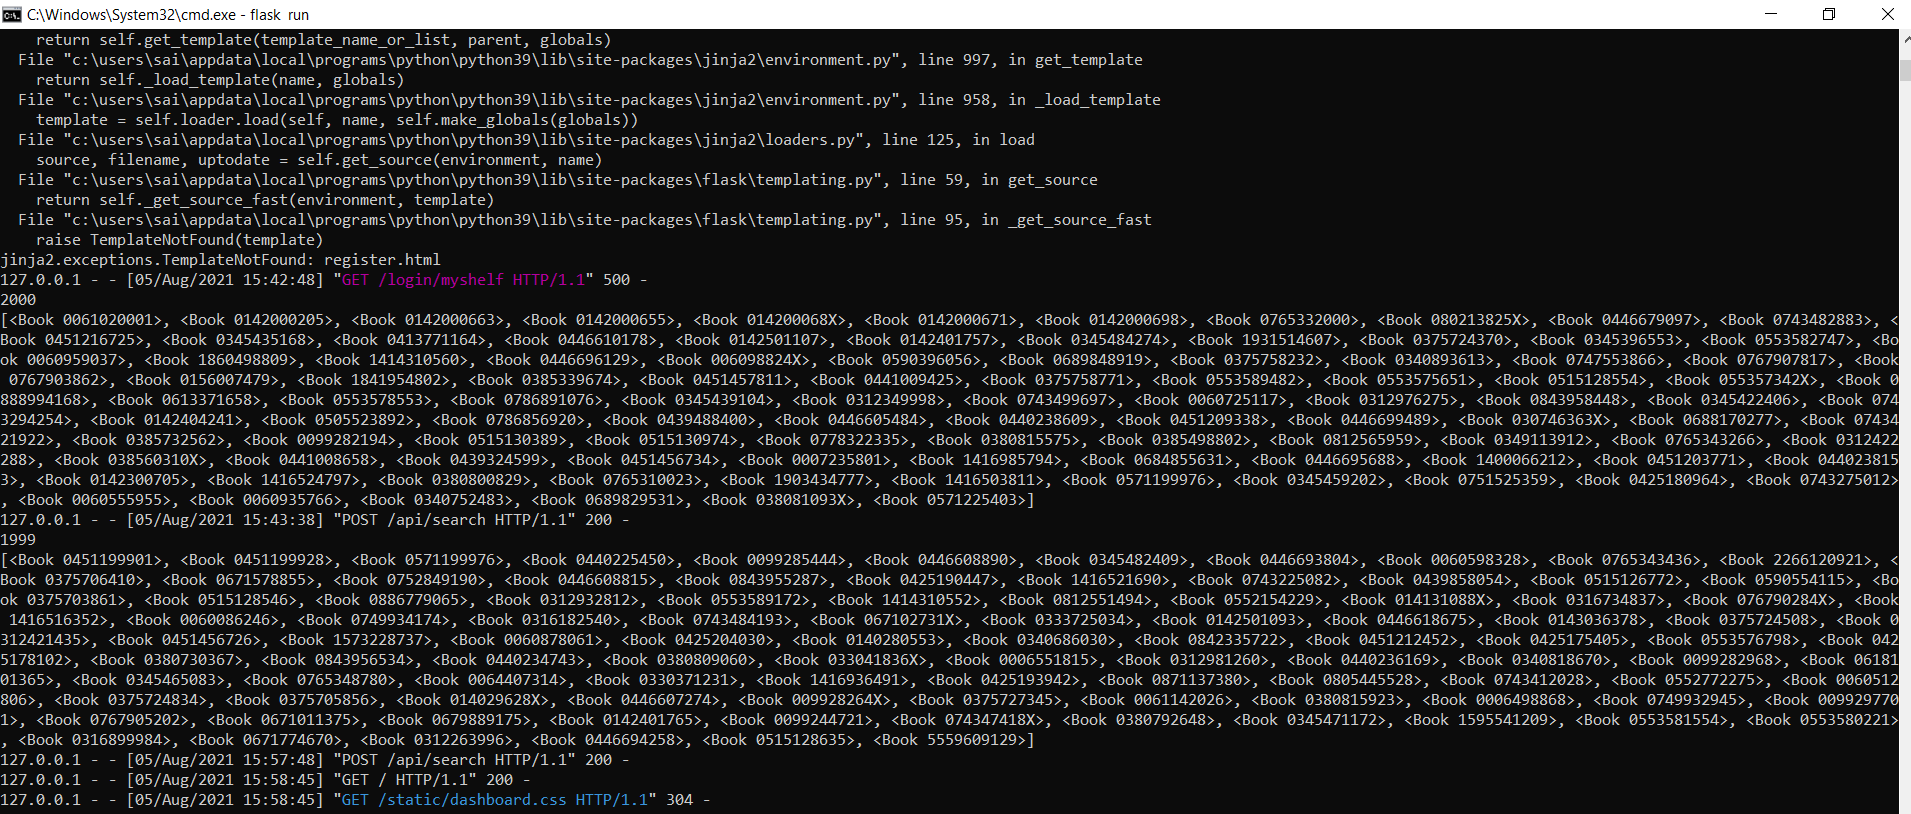 C:\Windows\System32\cmd.exe - flask  run
    return self.get_template(template_name_or_list, parent, globals)
  File "c:\users\sai\appdata\local\programs\python\python39\lib\site-packages\jinja2\environment.py", line 997, in get_template
    return self._load_template(name, globals)
  File "c:\users\sai\appdata\local\programs\python\python39\lib\site-packages\jinja2\environment.py", line 958, in _load_template
    template = self.loader.load(self, name, self.make_globals(globals))
  File "c:\users\sai\appdata\local\programs\python\python39\lib\site-packages\jinja2\loaders.py", line 125, in load
    source, filename, uptodate = self.get_source(environment, name)
  File "c:\users\sai\appdata\local\programs\python\python39\lib\site-packages\flask\templating.py", line 59, in get_source
    return self._get_source_fast(environment, template)
  File "c:\users\sai\appdata\local\programs\python\python39\lib\site-packages\flask\templating.py", line 95, in _get_source_fast
    raise TemplateNotFound(template)
jinja2.exceptions.TemplateNotFound: register.html
127.0.0.1 - - [05/Aug/2021 15:42:48] "GET /login/myshelf HTTP/1.1" 500 -
2000
[<Book 0061020001>, <Book 0142000205>, <Book 0142000663>, <Book 0142000655>, <Book 014200068X>, <Book 0142000671>, <Book 0142000698>, <Book 0765332000>, <Book 080213825X>, <Book 0446679097>, <Book 0743482883>, <
Book 0451216725>, <Book 0345435168>, <Book 0413771164>, <Book 0446610178>, <Book 0142501107>, <Book 0142401757>, <Book 0345484274>, <Book 1931514607>, <Book 0375724370>, <Book 0345396553>, <Book 0553582747>, <Bo
ok 0060959037>, <Book 1860498809>, <Book 1414310560>, <Book 0446696129>, <Book 006098824X>, <Book 0590396056>, <Book 0689848919>, <Book 0375758232>, <Book 0340893613>, <Book 0747553866>, <Book 0767907817>, <Book
 0767903862>, <Book 0156007479>, <Book 1841954802>, <Book 0385339674>, <Book 0451457811>, <Book 0441009425>, <Book 0375758771>, <Book 0553589482>, <Book 0553575651>, <Book 0515128554>, <Book 055357342X>, <Book 0
888994168>, <Book 0613371658>, <Book 0553578553>, <Book 0786891076>, <Book 0345439104>, <Book 0312349998>, <Book 0743499697>, <Book 0060725117>, <Book 0312976275>, <Book 0843958448>, <Book 0345422406>, <Book 074
3294254>, <Book 0142404241>, <Book 0505523892>, <Book 0786856920>, <Book 0439488400>, <Book 0446605484>, <Book 0440238609>, <Book 0451209338>, <Book 0446699489>, <Book 030746363X>, <Book 0688170277>, <Book 07434
21922>, <Book 0385732562>, <Book 0099282194>, <Book 0515130389>, <Book 0515130974>, <Book 0778322335>, <Book 0380815575>, <Book 0385498802>, <Book 0812565959>, <Book 0349113912>, <Book 0765343266>, <Book 0312422
288>, <Book 038560310X>, <Book 0441008658>, <Book 0439324599>, <Book 0451456734>, <Book 0007235801>, <Book 1416985794>, <Book 0684855631>, <Book 0446695688>, <Book 1400066212>, <Book 0451203771>, <Book 044023815
3>, <Book 0142300705>, <Book 1416524797>, <Book 0380800829>, <Book 0765310023>, <Book 1903434777>, <Book 1416503811>, <Book 0571199976>, <Book 0345459202>, <Book 0751525359>, <Book 0425180964>, <Book 0743275012>
, <Book 0060555955>, <Book 0060935766>, <Book 0340752483>, <Book 0689829531>, <Book 038081093X>, <Book 0571225403>]
127.0.0.1 - - [05/Aug/2021 15:43:38] "POST /api/search HTTP/1.1" 200 -
1999
[<Book 0451199901>, <Book 0451199928>, <Book 0571199976>, <Book 0440225450>, <Book 0099285444>, <Book 0446608890>, <Book 0345482409>, <Book 0446693804>, <Book 0060598328>, <Book 0765343436>, <Book 2266120921>, <
Book 0375706410>, <Book 0671578855>, <Book 0752849190>, <Book 0446608815>, <Book 0843955287>, <Book 0425190447>, <Book 1416521690>, <Book 0743225082>, <Book 0439858054>, <Book 0515126772>, <Book 0590554115>, <Bo
ok 0375703861>, <Book 0515128546>, <Book 0886779065>, <Book 0312932812>, <Book 0553589172>, <Book 1414310552>, <Book 0812551494>, <Book 0552154229>, <Book 014131088X>, <Book 0316734837>, <Book 076790284X>, <Book
 1416516352>, <Book 0060086246>, <Book 0749934174>, <Book 0316182540>, <Book 0743484193>, <Book 067102731X>, <Book 0333725034>, <Book 0142501093>, <Book 0446618675>, <Book 0143036378>, <Book 0375724508>, <Book 0
312421435>, <Book 0451456726>, <Book 1573228737>, <Book 0060878061>, <Book 0425204030>, <Book 0140280553>, <Book 0340686030>, <Book 0842335722>, <Book 0451212452>, <Book 0425175405>, <Book 0553576798>, <Book 042
5178102>, <Book 0380730367>, <Book 0843956534>, <Book 0440234743>, <Book 0380809060>, <Book 033041836X>, <Book 0006551815>, <Book 0312981260>, <Book 0440236169>, <Book 0340818670>, <Book 0099282968>, <Book 06181
01365>, <Book 0345465083>, <Book 0765348780>, <Book 0064407314>, <Book 0330371231>, <Book 1416936491>, <Book 0425193942>, <Book 0871137380>, <Book 0805445528>, <Book 0743412028>, <Book 0552772275>, <Book 0060512
806>, <Book 0375724834>, <Book 0375705856>, <Book 014029628X>, <Book 0446607274>, <Book 009928264X>, <Book 0375727345>, <Book 0061142026>, <Book 0380815923>, <Book 0006498868>, <Book 0749932945>, <Book 009929770
1>, <Book 0767905202>, <Book 0671011375>, <Book 0679889175>, <Book 0142401765>, <Book 0099244721>, <Book 074347418X>, <Book 0380792648>, <Book 0345471172>, <Book 1595541209>, <Book 0553581554>, <Book 0553580221>
, <Book 0316899984>, <Book 0671774670>, <Book 0312263996>, <Book 0446694258>, <Book 0515128635>, <Book 5559609129>]
127.0.0.1 - - [05/Aug/2021 15:57:48] "POST /api/search HTTP/1.1" 200 -
127.0.0.1 - - [05/Aug/2021 15:58:45] "GET / HTTP/1.1" 200 -
127.0.0.1 - - [05/Aug/2021 15:58:45] "GET /static/dashboard.css HTTP/1.1" 304 -